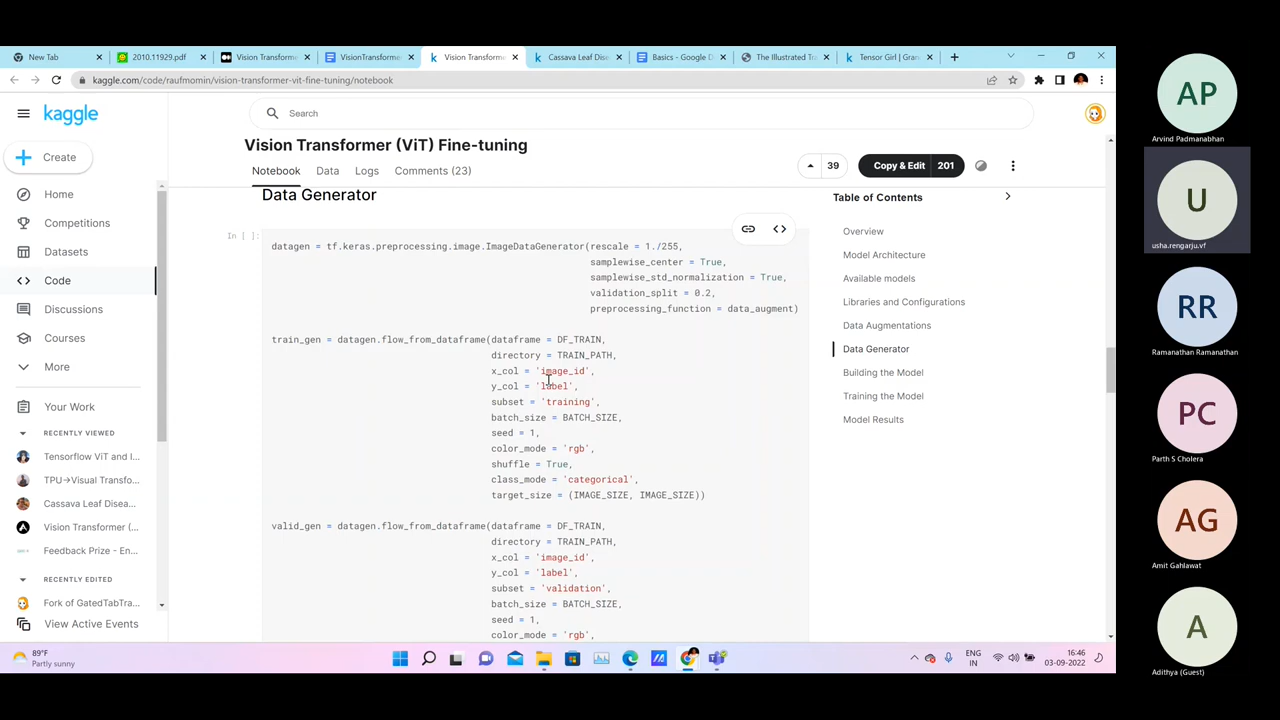 New Tab
2010.11929.pdf
Vision Transform
VisionTransforme
Vision Transforme
Cassava Leaf Dise
Basics - Google D
The Illustrated Tra
Tensor Girl | Gran
kaggle.com/code/raufmomin/vision-transformer-vit-fine-tuning/notebook
kaggle
Search
Create
Home
Competitions
Datasets
Code
Discussions
Courses
More
Your Work
RECENTLY VIEWED
Tensorflow ViT and I...
TPU→Visual Transfo...
Cassava Leaf Disea...
Vision Transformer (...
Feedback Prize - En...
RECENTLY EDITED
Fork of GatedTabTra...
View Active Events
Vision Transformer (ViT) Fine-tuning
39
Copy & Edit 201
Notebook Data Logs Comments (23)
Data Generator
In [ ]:
datagen = tf.keras.preprocessing.image.ImageDataGenerator(rescale = 1./255,
samplewise_center = True,
samplewise_std_normalization = True,
validation_split = 0.2,
preprocessing_function = data_augment)
train_gen = datagen.flow_from_dataframe(dataframe = DF_TRAIN,
directory = TRAIN_PATH,
x_col = 'image_id',
y_col = 'label',
subset = 'training',
batch_size = BATCH_SIZE,
seed = 1,
color_mode = 'rgb',
shuffle = True,
class_mode = 'categorical',
target_size = (IMAGE_SIZE, IMAGE_SIZE))
valid_gen = datagen.flow_from_dataframe(dataframe = DF_TRAIN,
directory = TRAIN_PATH,
x_col = 'image_id',
y_col = 'label',
subset = 'validation',
batch_size = BATCH_SIZE,
seed = 1,
color_mode = 'rgb',
Table of Contents
Overview
Model Architecture
Available models
Libraries and Configurations
Data Augmentations
Data Generator
Building the Model
Training the Model
Model Results
89°F
Partly sunny
ENG
IN
16:46
03-09-2022
AP
Arvind Padmanabhan
U
usha.rengarju.vf
RR
Ramanathan Ramanathan
PC
Parth S Cholera
AG
Amit Gahlawat
A
Adithya (Guest)